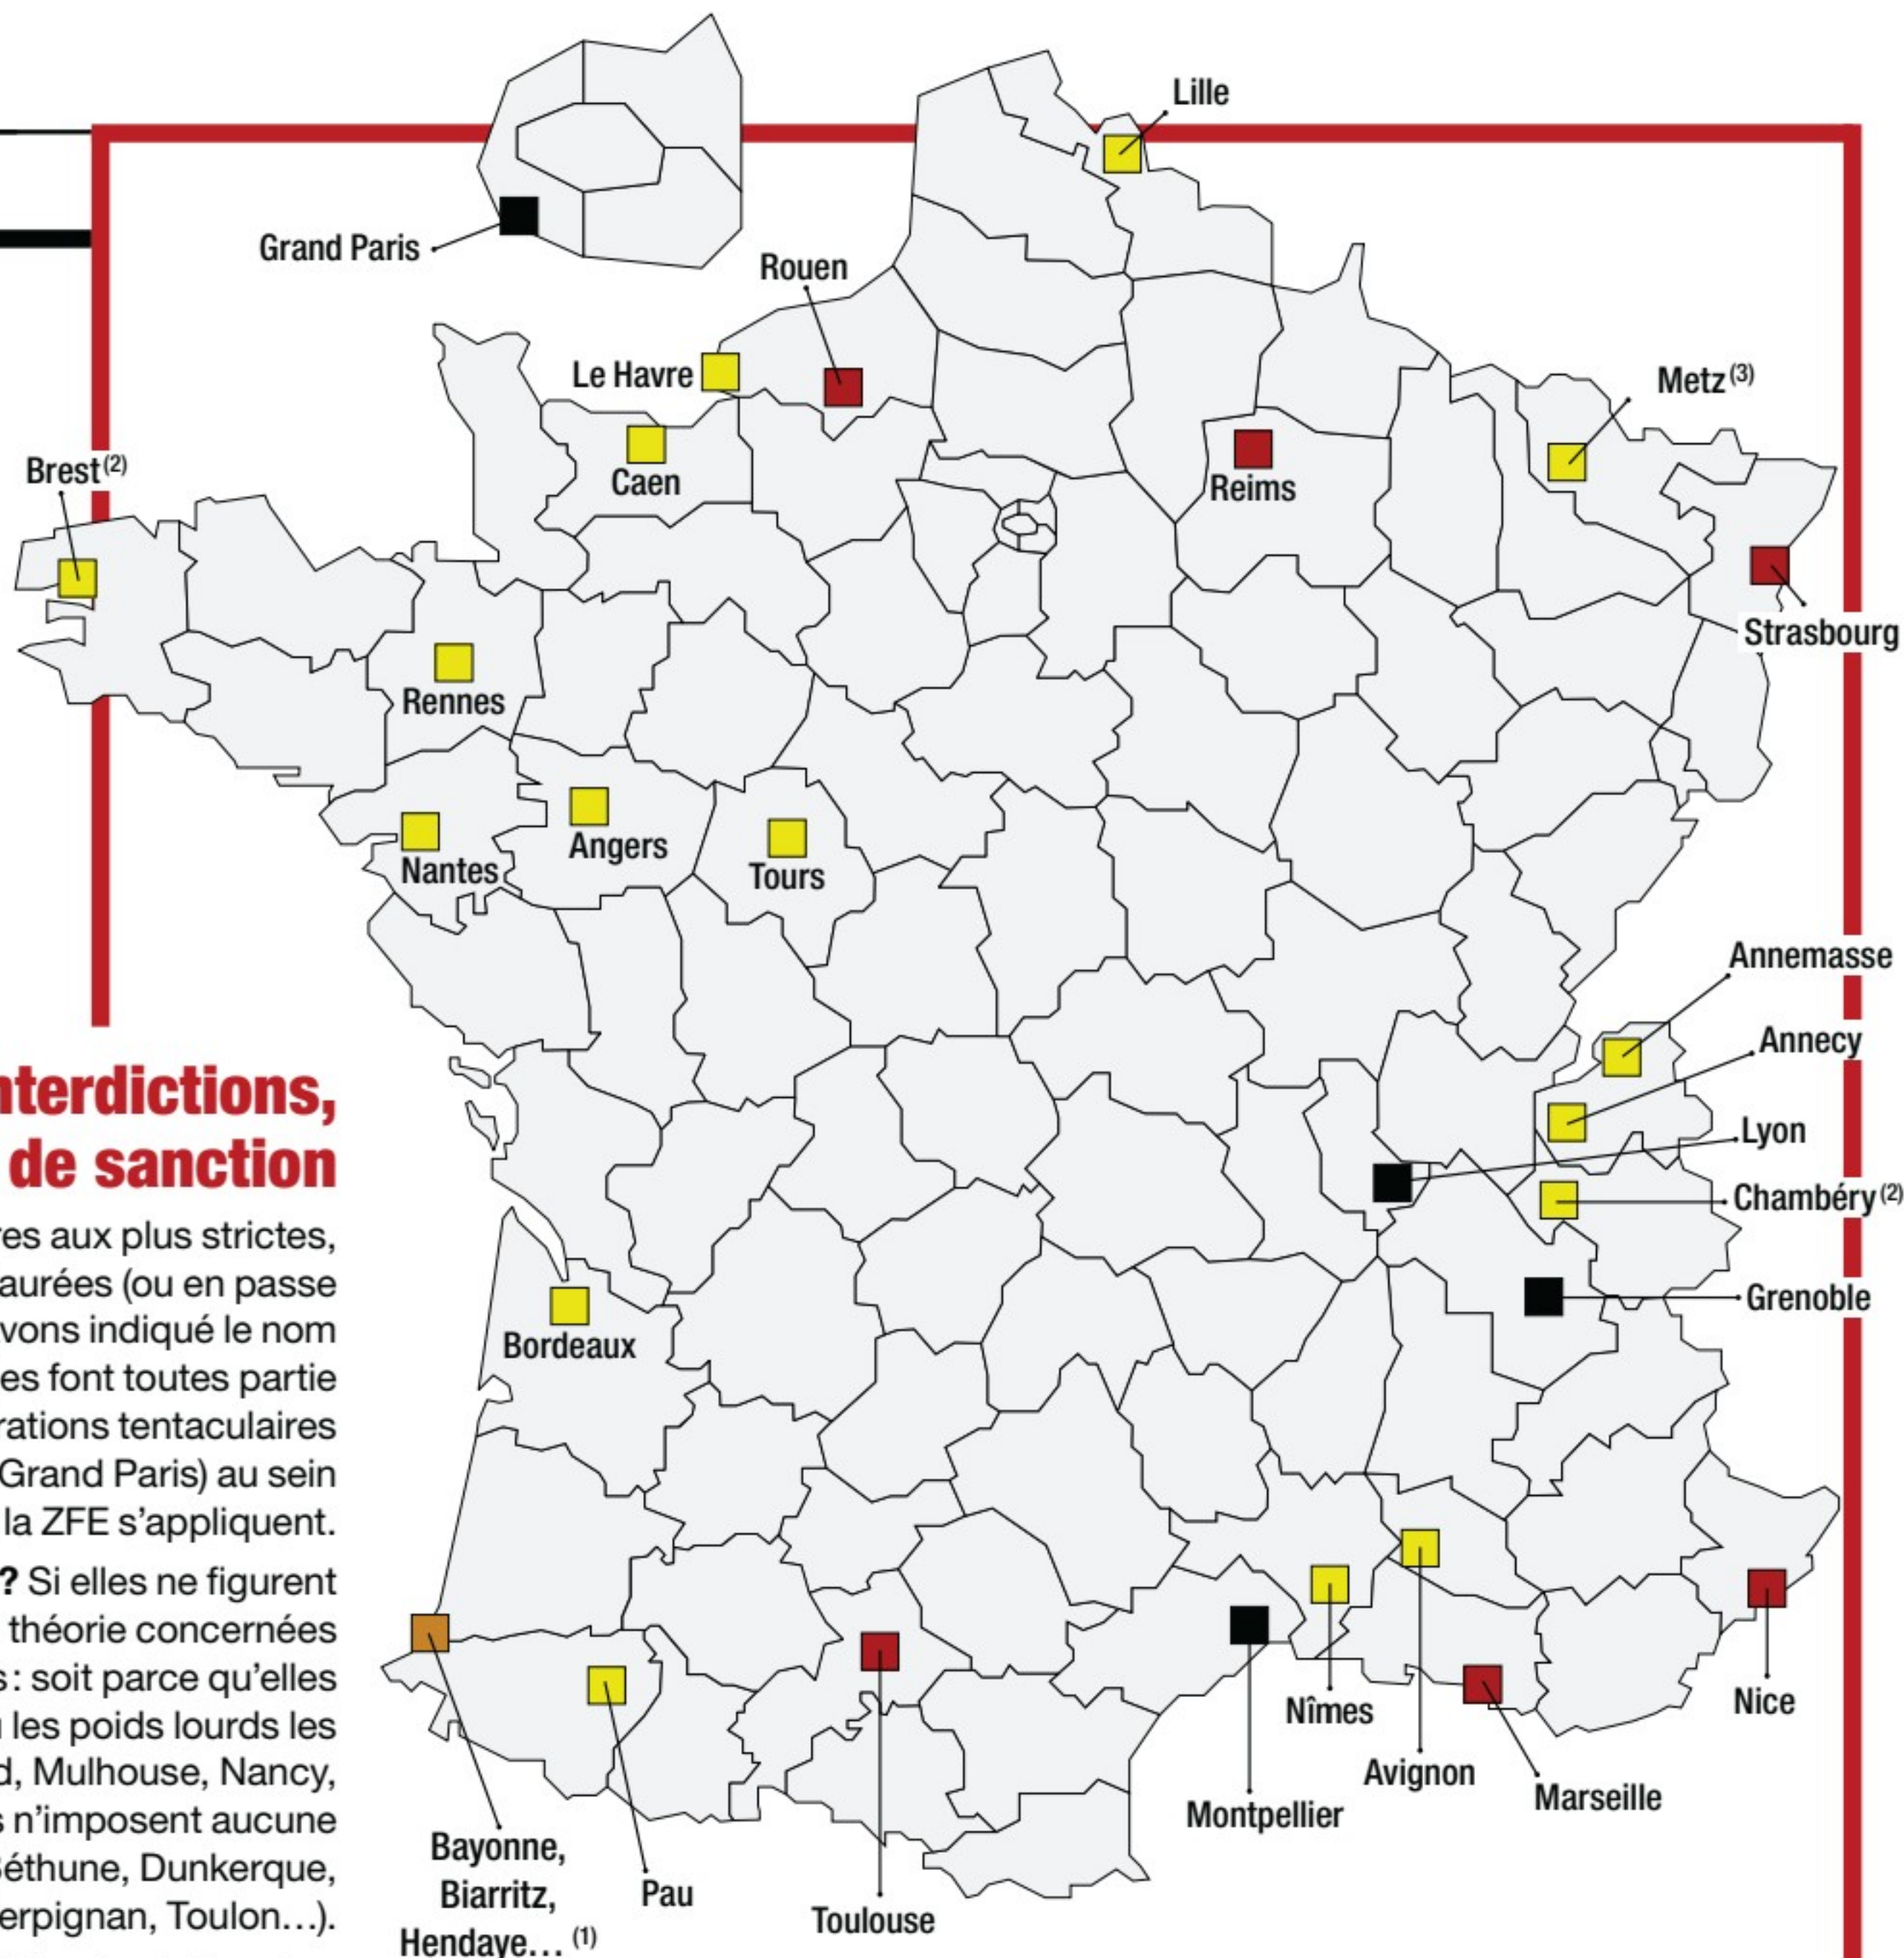 Lille
Grand Paris
Rouen
Le Havre
Metz (3)
Brest (2)
Caen
Reims
Strasbourg
Rennes
Angers
Nantes
Tours
Annemasse
Annecy
Lyon
Chambéry (2)
Grenoble
Bordeaux
Nice
Nîmes
Avignon
Marseille
Montpellier
Bayonne,
Biarritz,
Hendaye… (1)
Pau
Toulouse
nterdictions,
de sanction
res aux plus strictes,
aurées (ou en passe
vons indiqué le nom
es font toutes partie
rations tentaculaires
Grand Paris) au sein
la ZFE s'appliquent.
? Si elles ne figurent
théorie concernées
s : soit parce qu'elles
les poids lourds les
d, Mulhouse, Nancy,
s n'imposent aucune
Béthune, Dunkerque,
erpignan, Toulon…).